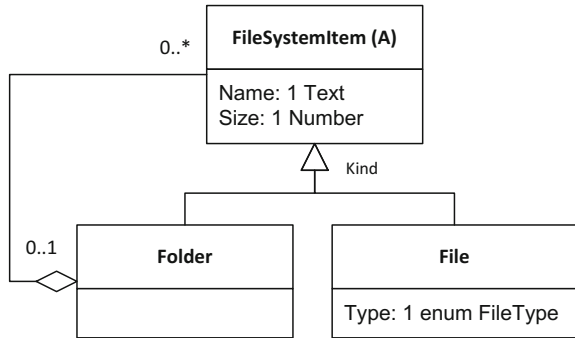 FileSystemItem (A)
0..*
Name: 1 Text
Size: 1 Number
Kind
0..1
Folder
File
Type: 1 enum FileType